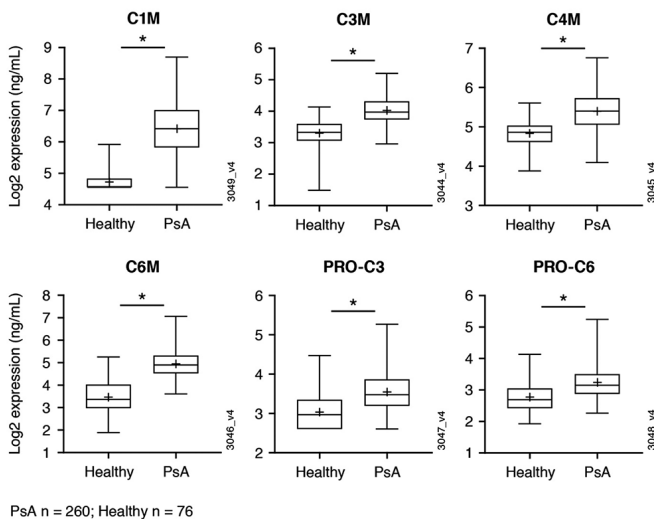 C1M
Log2 expression (ng/mL)
9
8
7
6
5
4
*
Healthy
PsA
3049_v4
C3M
6
5
4
3
2
1
*
Healthy
PsA
3044_v4
C4M
7
6
5
4
3
*
Healthy
PsA
3045_v4
C6M
Log2 expression (ng/mL)
8
7
6
5
4
3
2
1
*
Healthy
PsA
3046_v4
PRO-C3
6
5
4
3
2
*
Healthy
PsA
3047_v4
PRO-C6
6
5
4
3
2
1
*
Healthy
PsA
3048_v4
PsA n = 260; Healthy n = 76